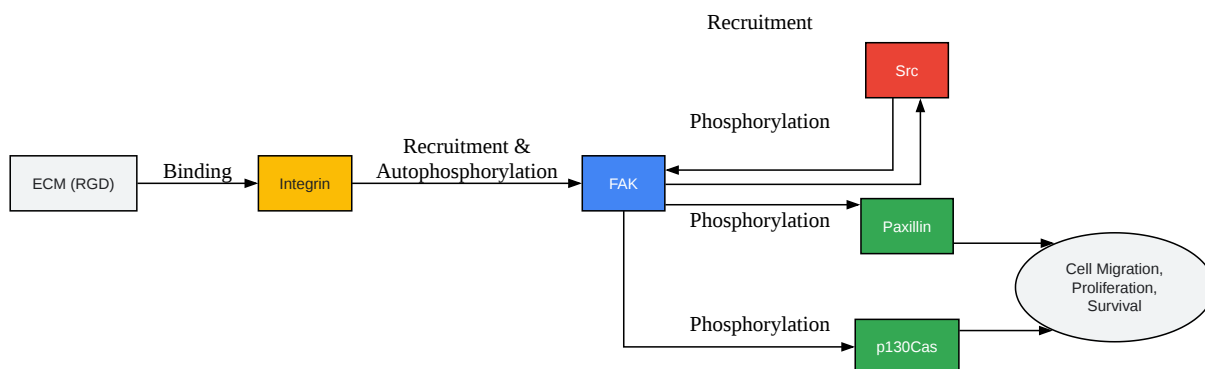 Recruitment
Src
Phosphorylation
Recruitment &
Autophosphorylation
Binding
ECM (RGD)
Integrin
FAK
Phosphorylation
Paxillin
Cell Migration,
Proliferation,
Survival
Phosphorylation
p130Cas